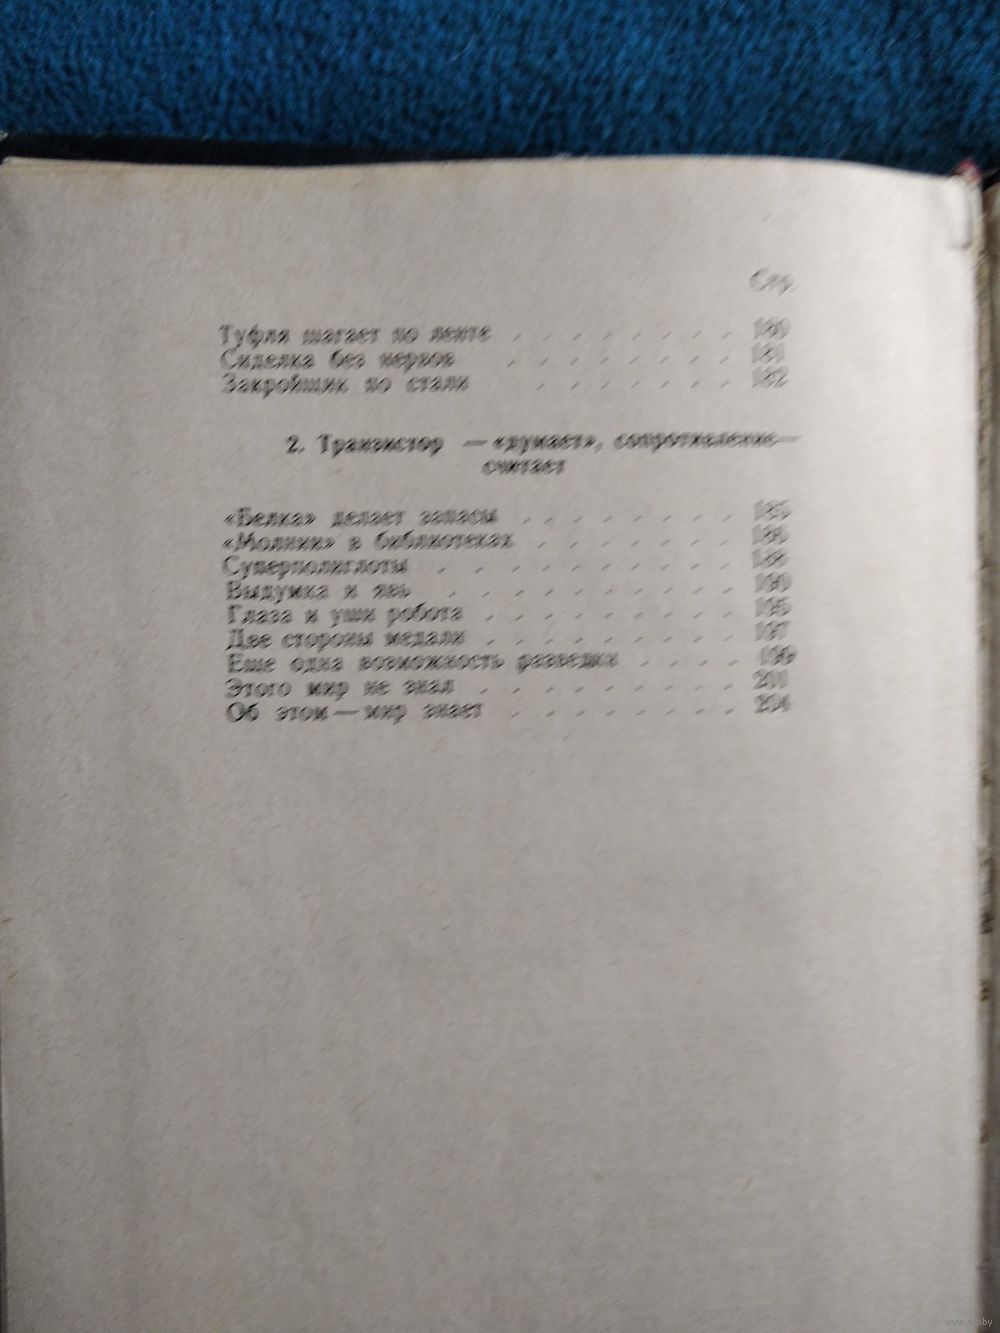 Стр.
Туфля шагает по ленте . . . . . . . . . 180
Сиделка без нервов . . . . . . . . 181
Закройщик по стали . . . . . . . 182
2. Транзистор — «думает», сопротивление —
считает
«Белка» делает запасы . . . . . . . . 185
«Молнии» в библиотеках . . . . . . . 186
Суперполиглоты . . . . . . . . . 188
Выдумка и явь . . . . . . . . . 190
Глаза и уши робота . . . . . . . . . 195
Две стороны медали . . . . . . . . . 197
Еще одна возможность разведки . . . . 199
Этого мир не знал . . . . . . . . . 201
Об этом — мир знает . . . . . . . . 204